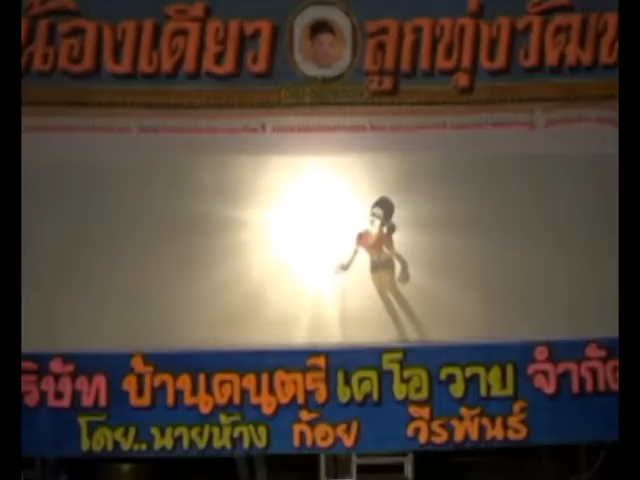 น้องเดียว ลูกทุ่งวัฒน
ริษัท บ้านดนตรี เค โอ วาย จำกัด
โดย..นายห้าง ก้อย วีรพันธ์